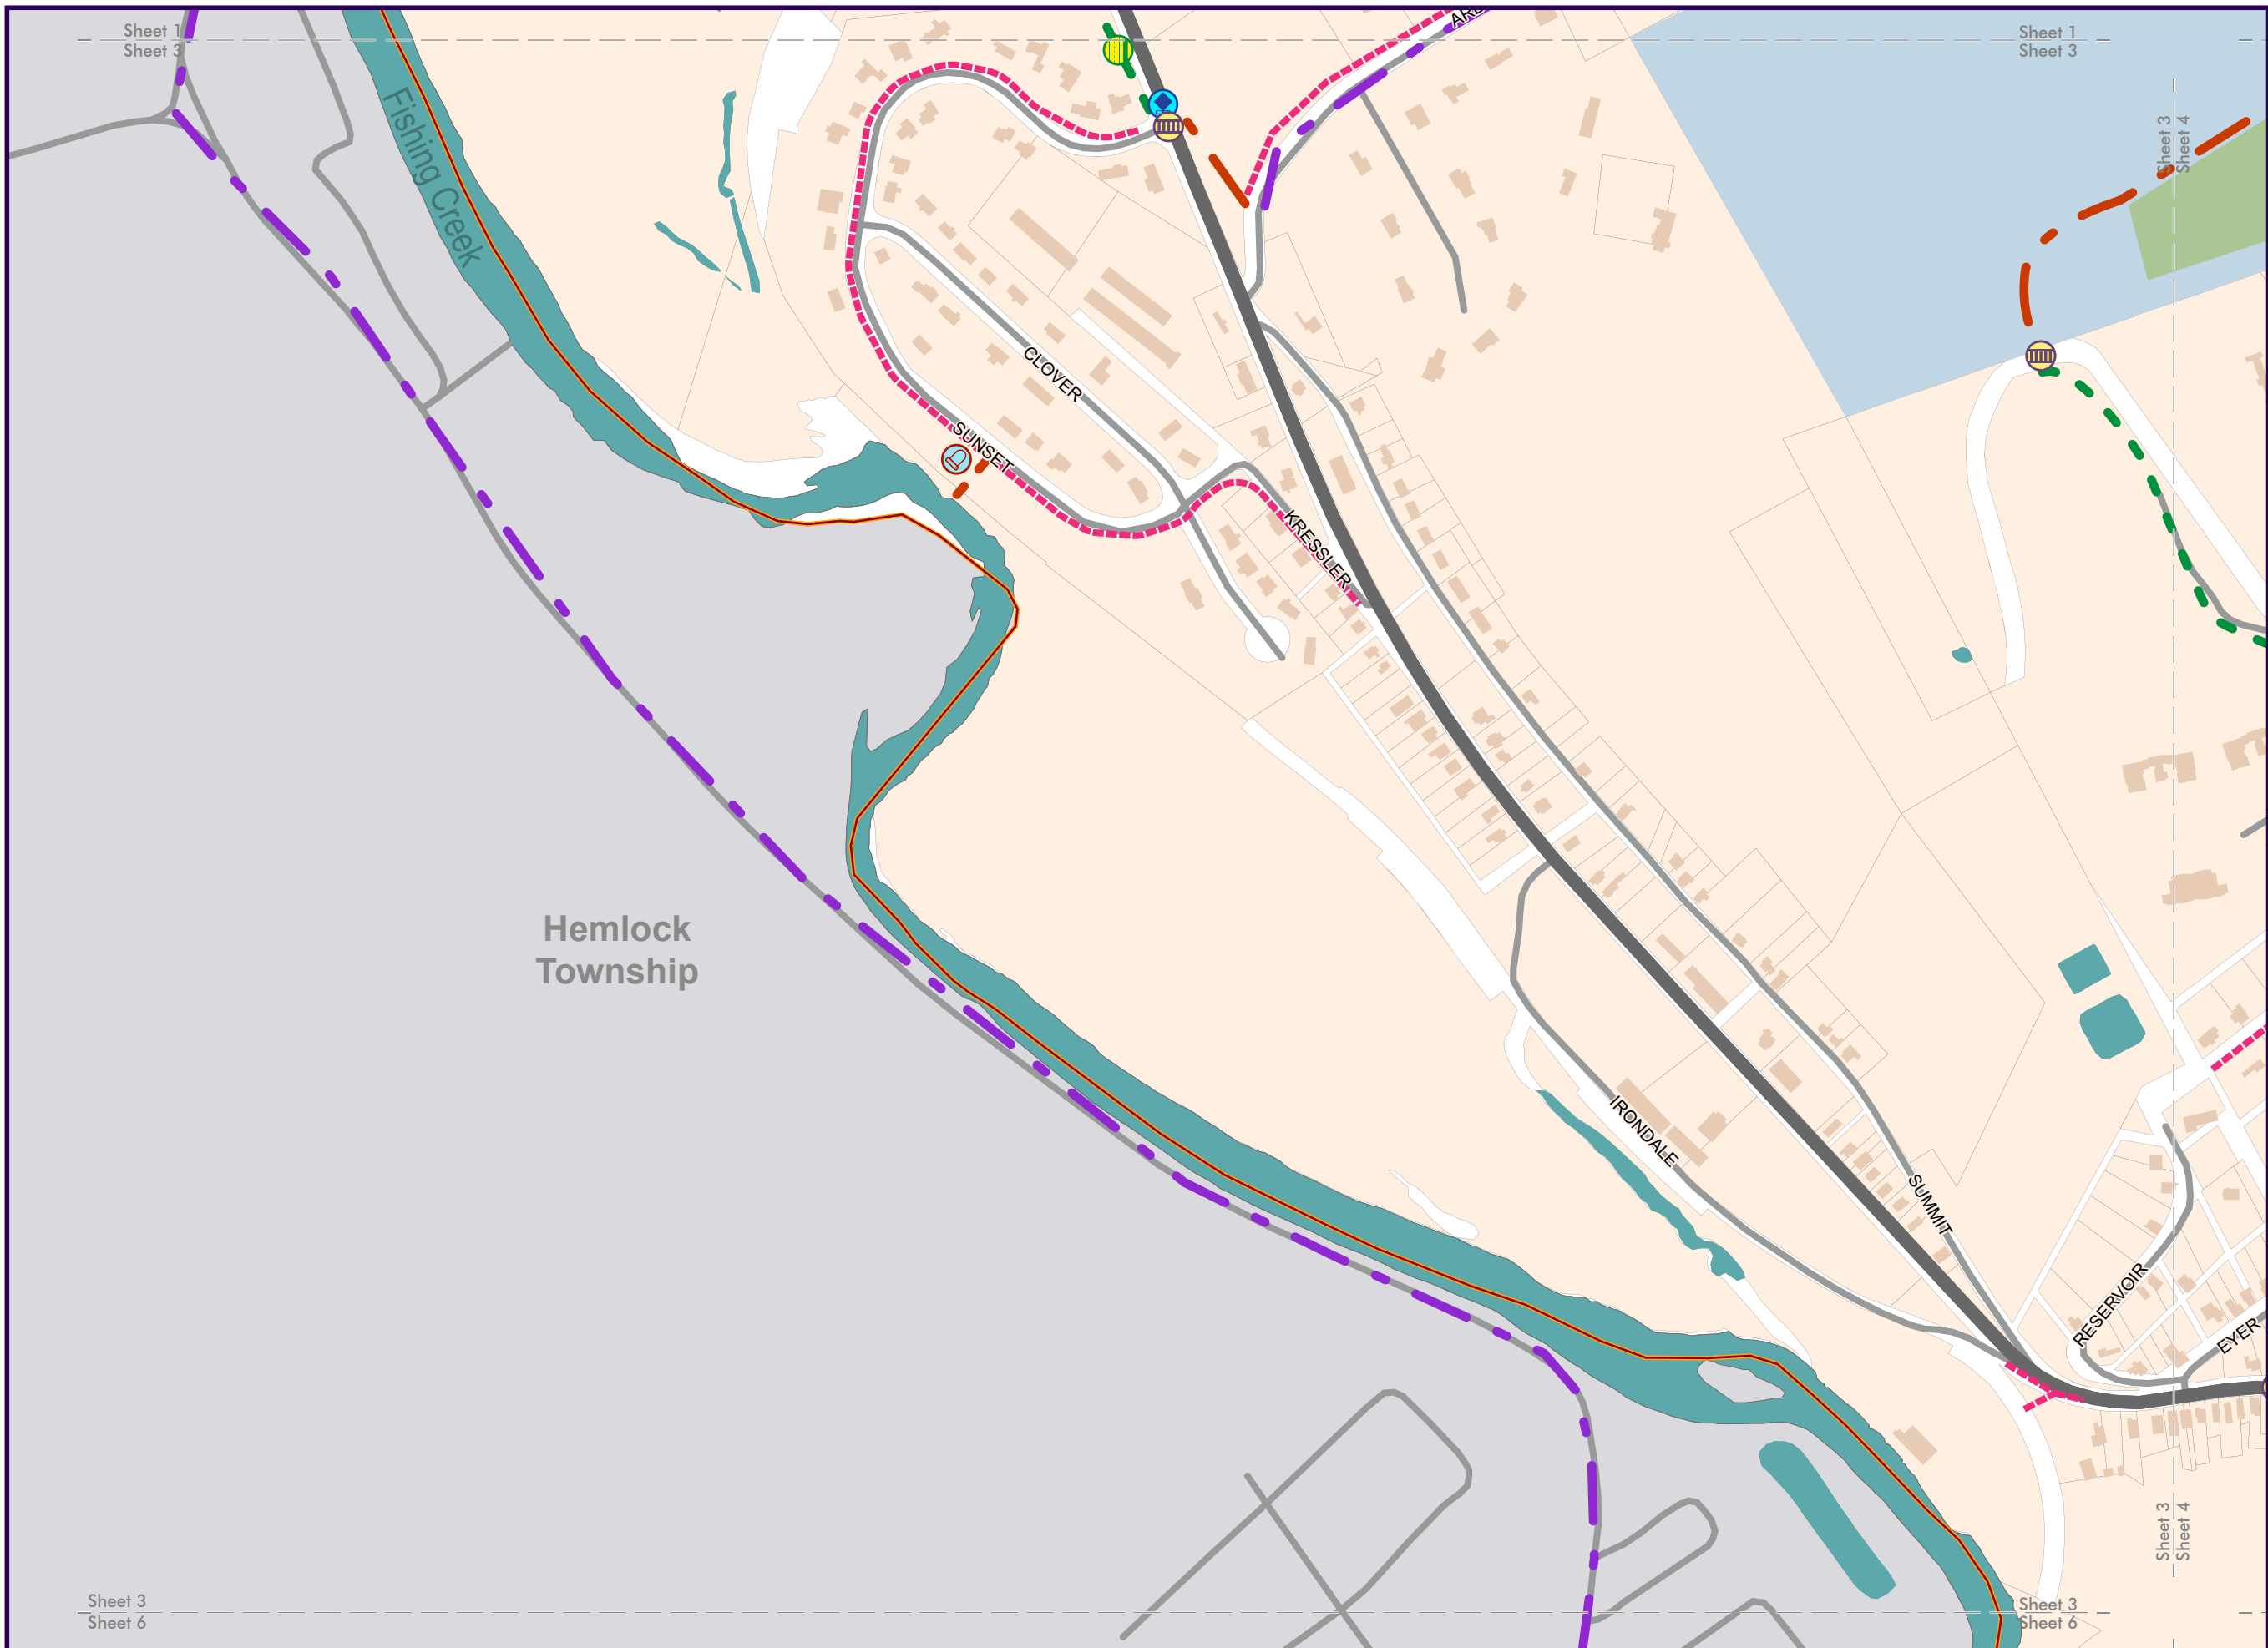 Sheet 1
Sheet 3
Sheet 1
Sheet 3
Sheet 3
Sheet 4
Fishing Creek
CLOVER
SUNSET
KRESSLER
Hemlock
Township
IRONDALE
SUMMIT
RESERVOIR
EYER
Sheet 3
Sheet 4
Sheet 3
Sheet 6
Sheet 3
Sheet 6